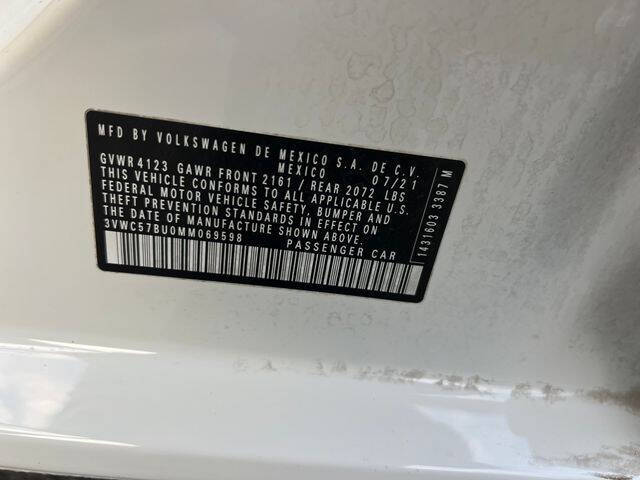 MFD BY VOLKSWAGEN DE MEXICO S.A. DE C.V.
MEXICO 07/21
GVWR 4123 GAWR FRONT 2161 / REAR 2072 LBS
THIS VEHICLE CONFORMS TO ALL APPLICABLE U.S.
FEDERAL MOTOR VEHICLE SAFETY, BUMPER AND
THEFT PREVENTION STANDARDS IN EFFECT ON
THE DATE OF MANUFACTURE SHOWN ABOVE.
3VWC57BU0MM069598 PASSENGER CAR
1431603 3387 M